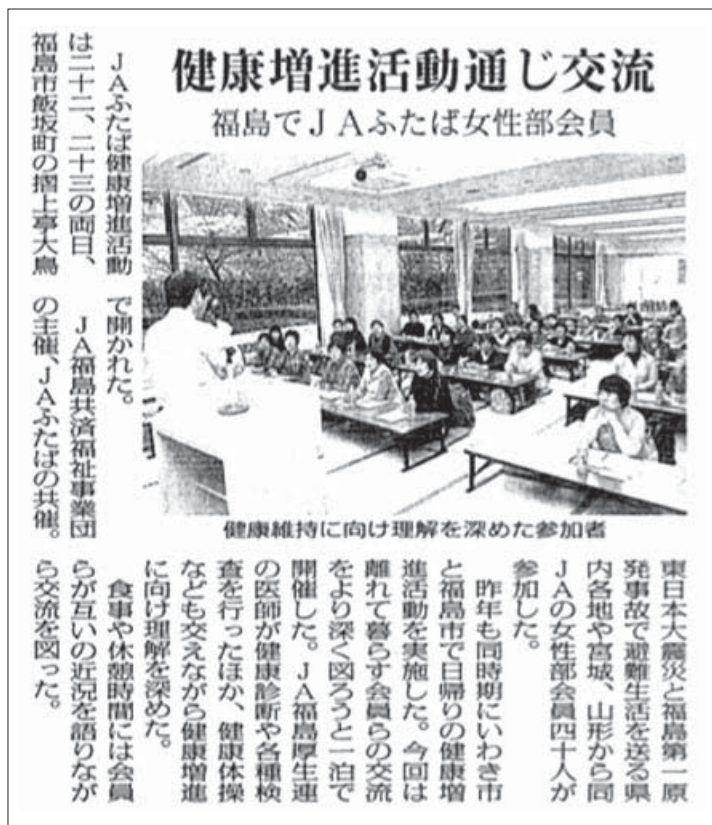 健康増進活動通じ交流
福島でＪＡふたば女性部会員
ＪＡふたば健康増進活動
は二十二、二十三の両日、
福島市飯坂町の摺上亭大鳥
で開かれた。
ＪＡ福島共済福祉事業団
の主催、ＪＡふたばの共催。
健康維持に向け理解を深めた参加者
東日本大震災と福島第一原
発事故で避難生活を送る県
内各地や宮城、山形から同
ＪＡの女性部会員四十人が
参加した。
昨年も同時期にいわき市
と福島市で日帰りの健康増
進活動を実施した。今回は
離れて暮らす会員らの交流
をより深く図ろうと一泊で
開催した。ＪＡ福島厚生連
の医師が健康診断や各種検
査を行ったほか、健康体操
なども交えながら健康増進
に向け理解を深めた。
食事や休憩時間には会員
らが互いの近況を語りなが
ら交流を図った。